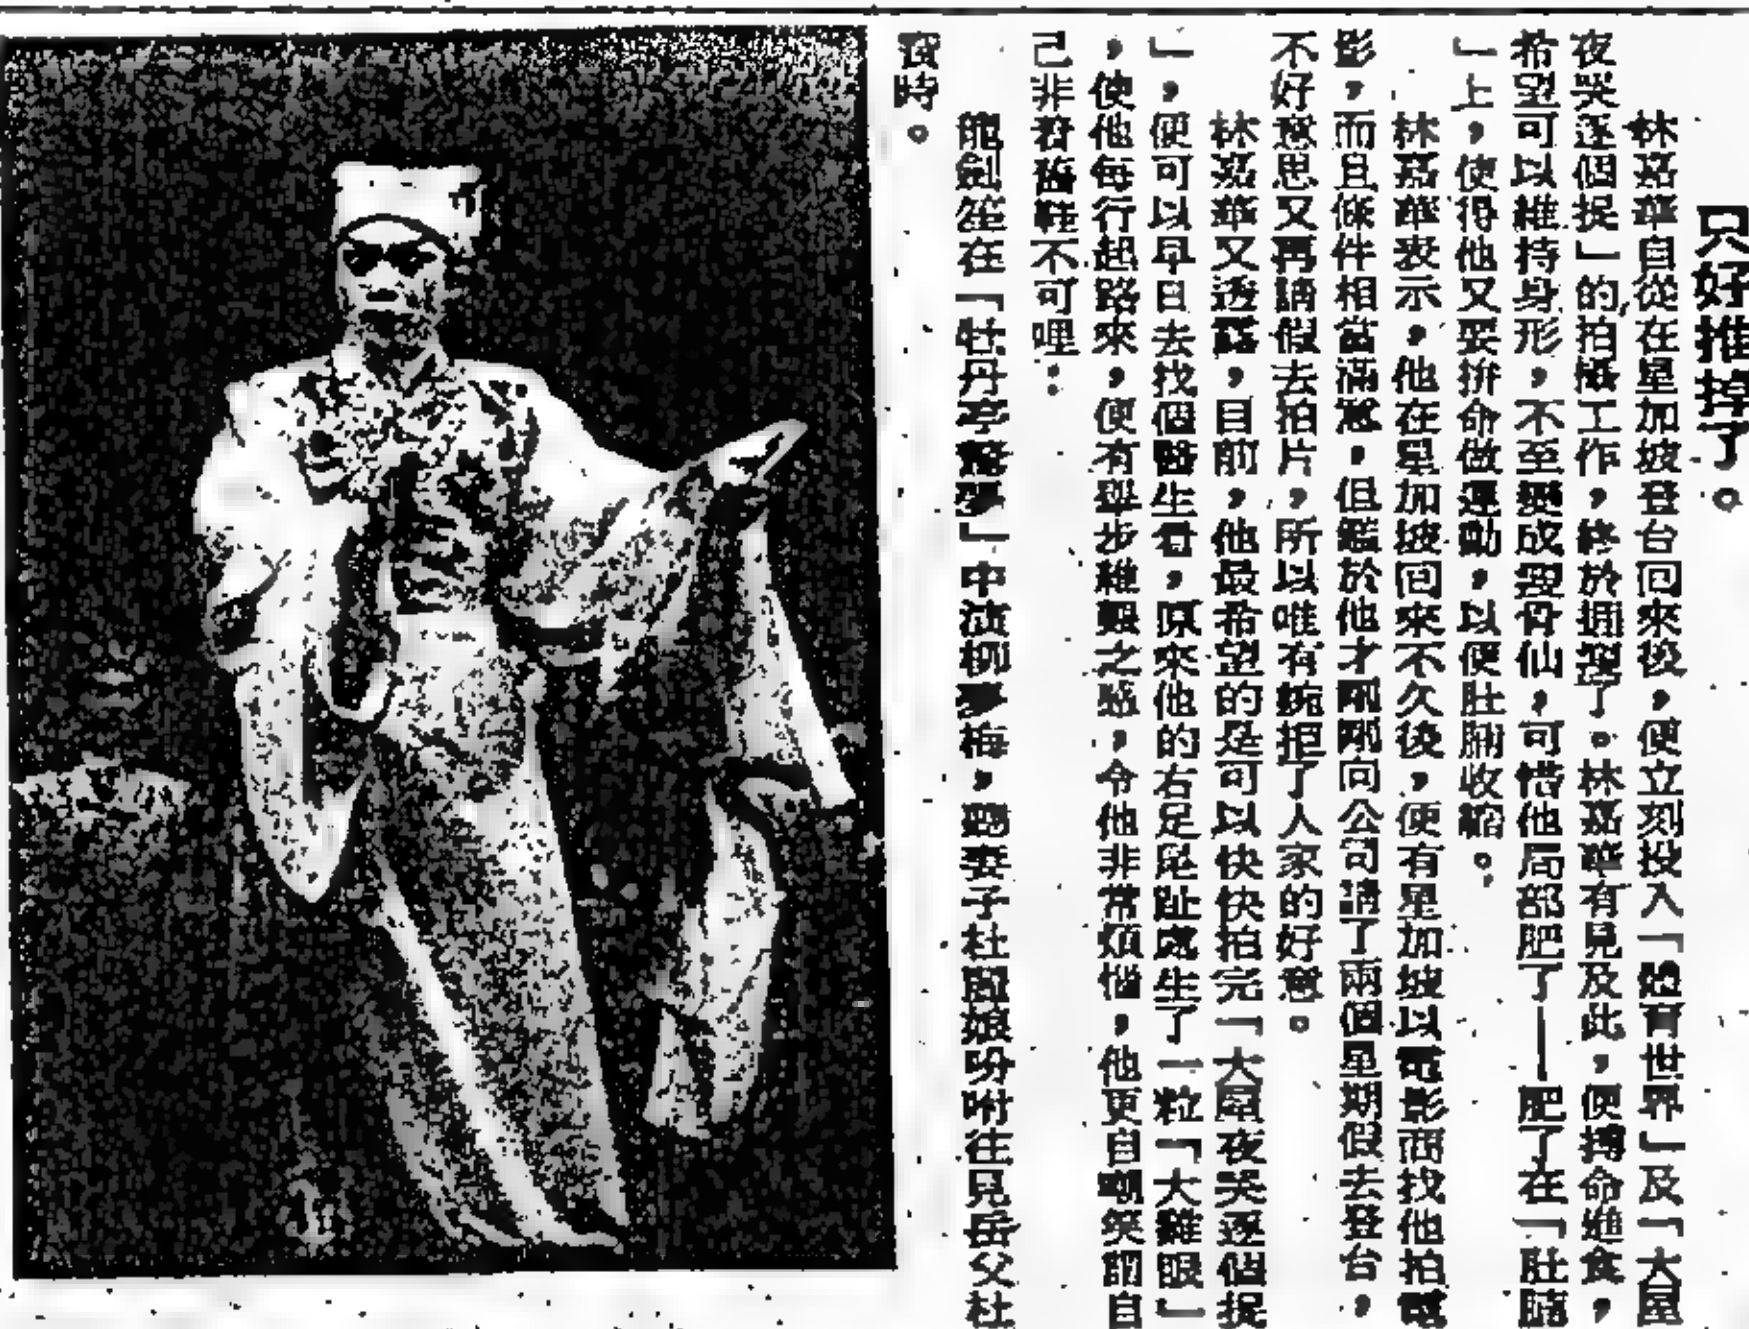 只好推掉了。
林嘉華自從在星加坡登台回來後，便立刻投入「體育世界」及「大屋
夜哭逐個捉」的拍攝工作，終於捱瘦了。林嘉華有見及此，便搏命進食，
希望可以維持身形，不至變成瘦骨仙，可惜他局部肥了——肥了在「肚腩
」上，使得他又要拚命做運動，以便肚腩收縮。
林嘉華表示，他在星加坡回來不久後，便有星加坡以電影商找他拍電
影，而且條件相當滿意，但鑑於他才剛剛向公司請了兩個星期假去登台，
不好意思又再請假去拍片，所以唯有婉拒了人家的好意。
林嘉華又透露，目前，他最希望的是可以快快拍完「大屋夜哭逐個捉
」，便可以早日去找個醫生看，原來他的右足尾趾處生了一粒「大雞眼」
，使他每行起路來，便有舉步維艱之感，令他非常煩惱，他更自嘲笑謂自
己非着舊鞋不可哩！
龍劍笙在「牡丹亭驚夢」中演柳夢梅，聽妻子杜麗娘吩咐往見岳父杜
寶時。